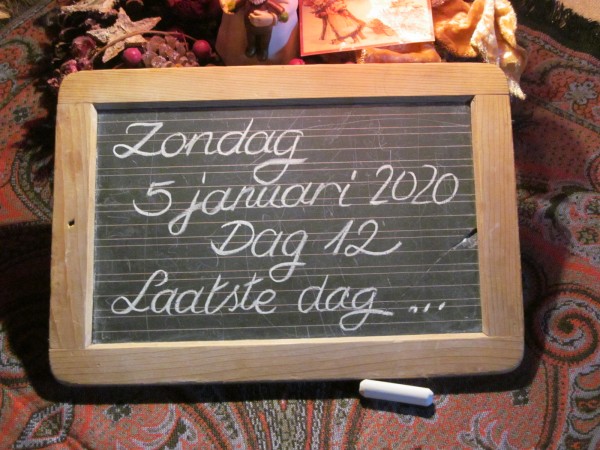 Zondag
5 januari 2020
Dag 12
Laatste dag ...